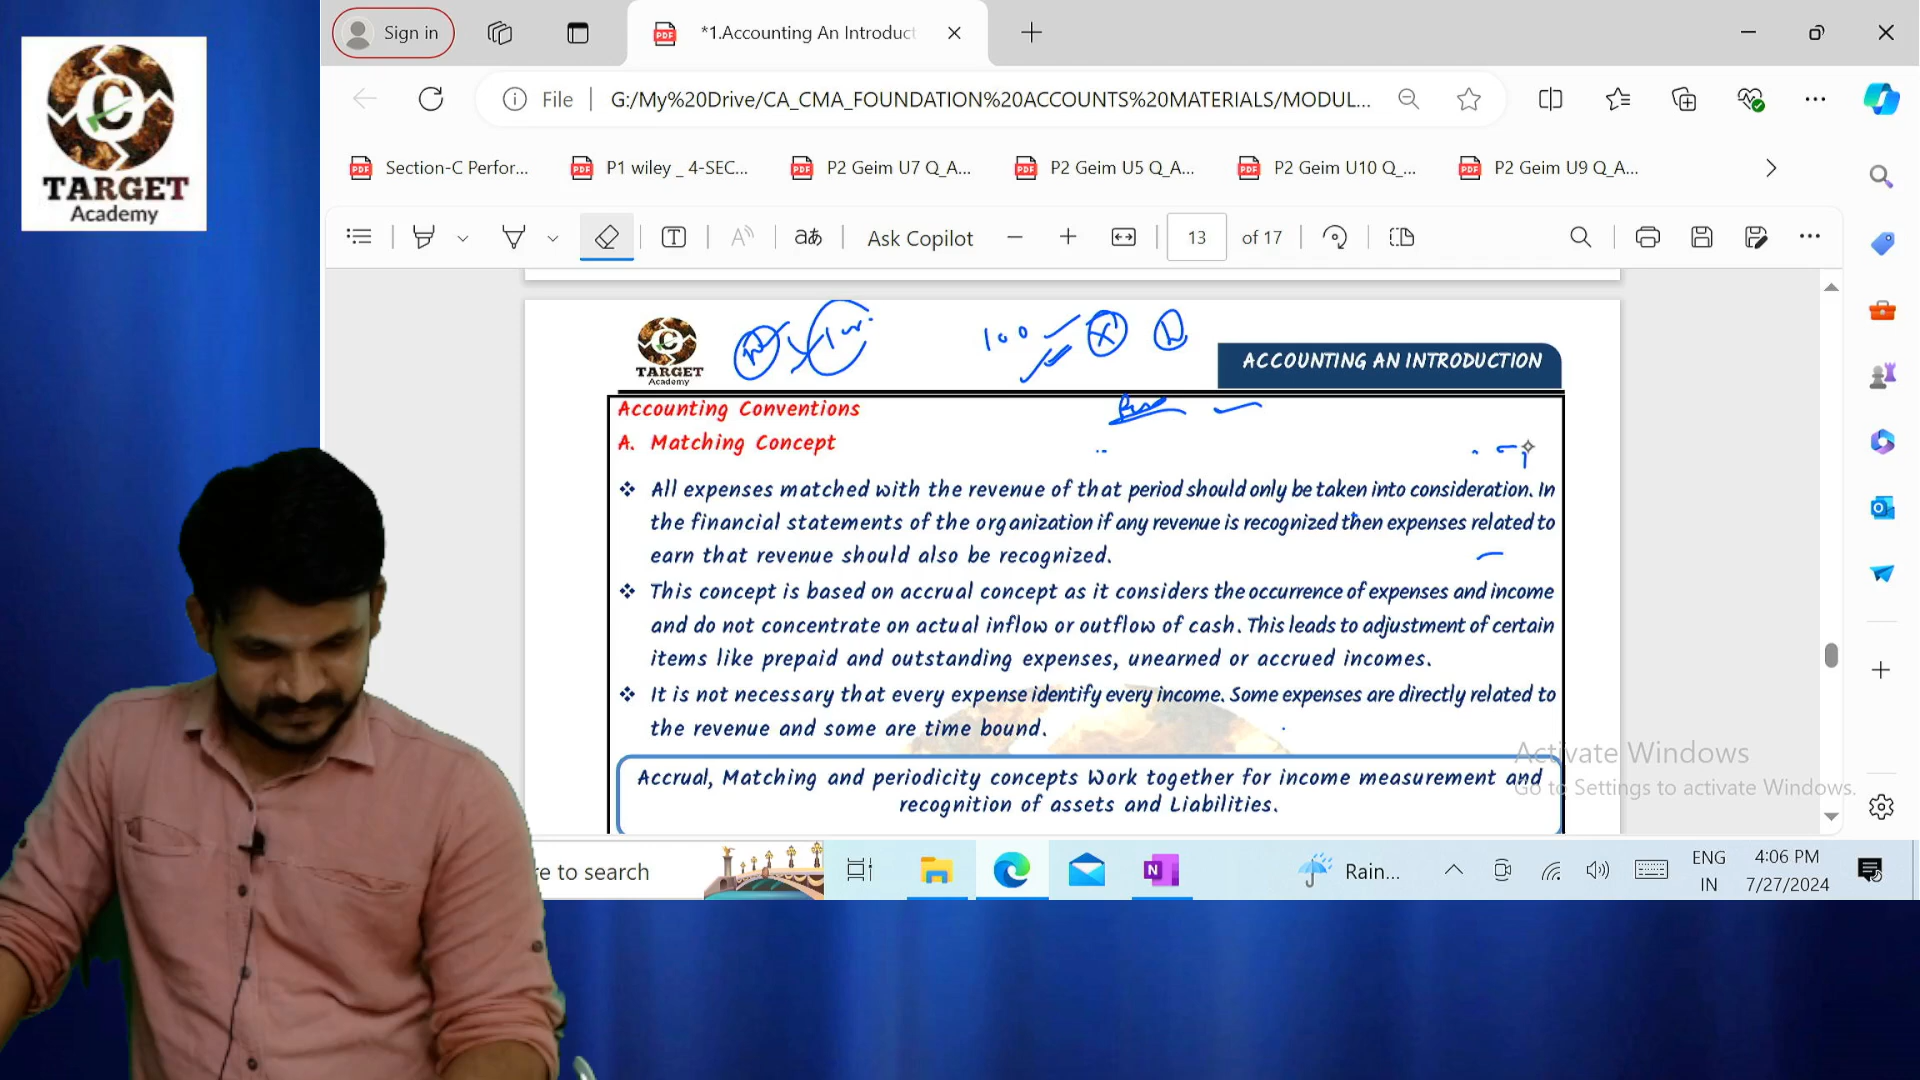 TARGET
Academy
Sign in
*1.Accounting An Introduct
File
G:/My%20Drive/CA_CMA_FOUNDATION%20ACCOUNTS%20MATERIALS/MODUL...
Section-C Perfor...
P1 wiley _ 4-SEC...
P2 Geim U7 Q_A...
P2 Geim U5 Q_A...
P2 Geim U10 Q_...
P2 Geim U9 Q_A...
Ask Copilot
13 of 17
TARGET
Academy
100
ACCOUNTING AN INTRODUCTION
Accounting Conventions
A. Matching Concept
❖ All expenses matched with the revenue of that period should only be taken into consideration. In
the financial statements of the organization if any revenue is recognized then expenses related to
earn that revenue should also be recognized.
❖ This concept is based on accrual concept as it considers the occurrence of expenses and income
and do not concentrate on actual inflow or outflow of cash. This leads to adjustment of certain
items like prepaid and outstanding expenses, unearned or accrued incomes.
❖ It is not necessary that every expense identify every income. Some expenses are directly related to
the revenue and some are time bound.
Accrual, Matching and periodicity concepts Work together for income measurement and
recognition of assets and Liabilities.
Activate Windows
Go to Settings to activate Windows.
re to search
Rain...
ENG
IN
4:06 PM
7/27/2024